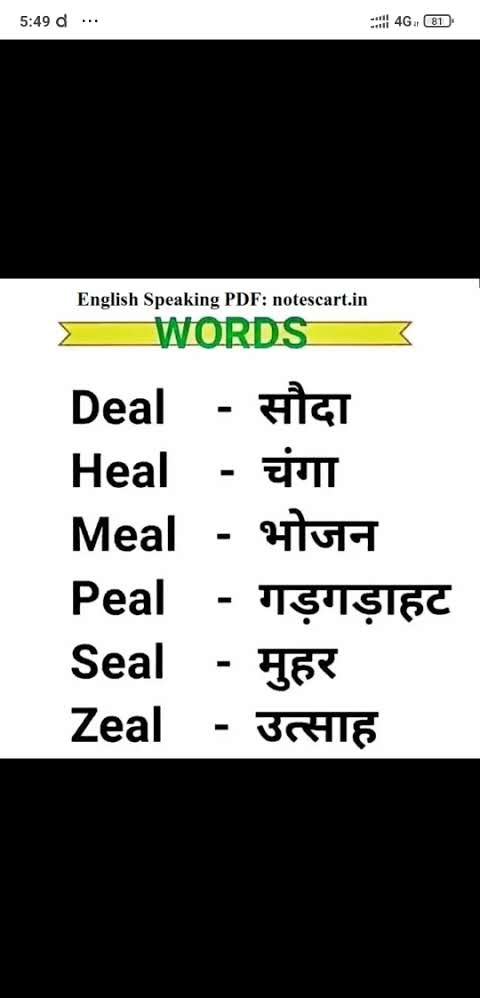 5:49 d ...
4G 81
English Speaking PDF: notescart.in
WORDS
Deal - सौदा
Heal - चंगा
Meal - भोजन
Peal - गड़गड़ाहट
Seal - मुहर
Zeal - उत्साह